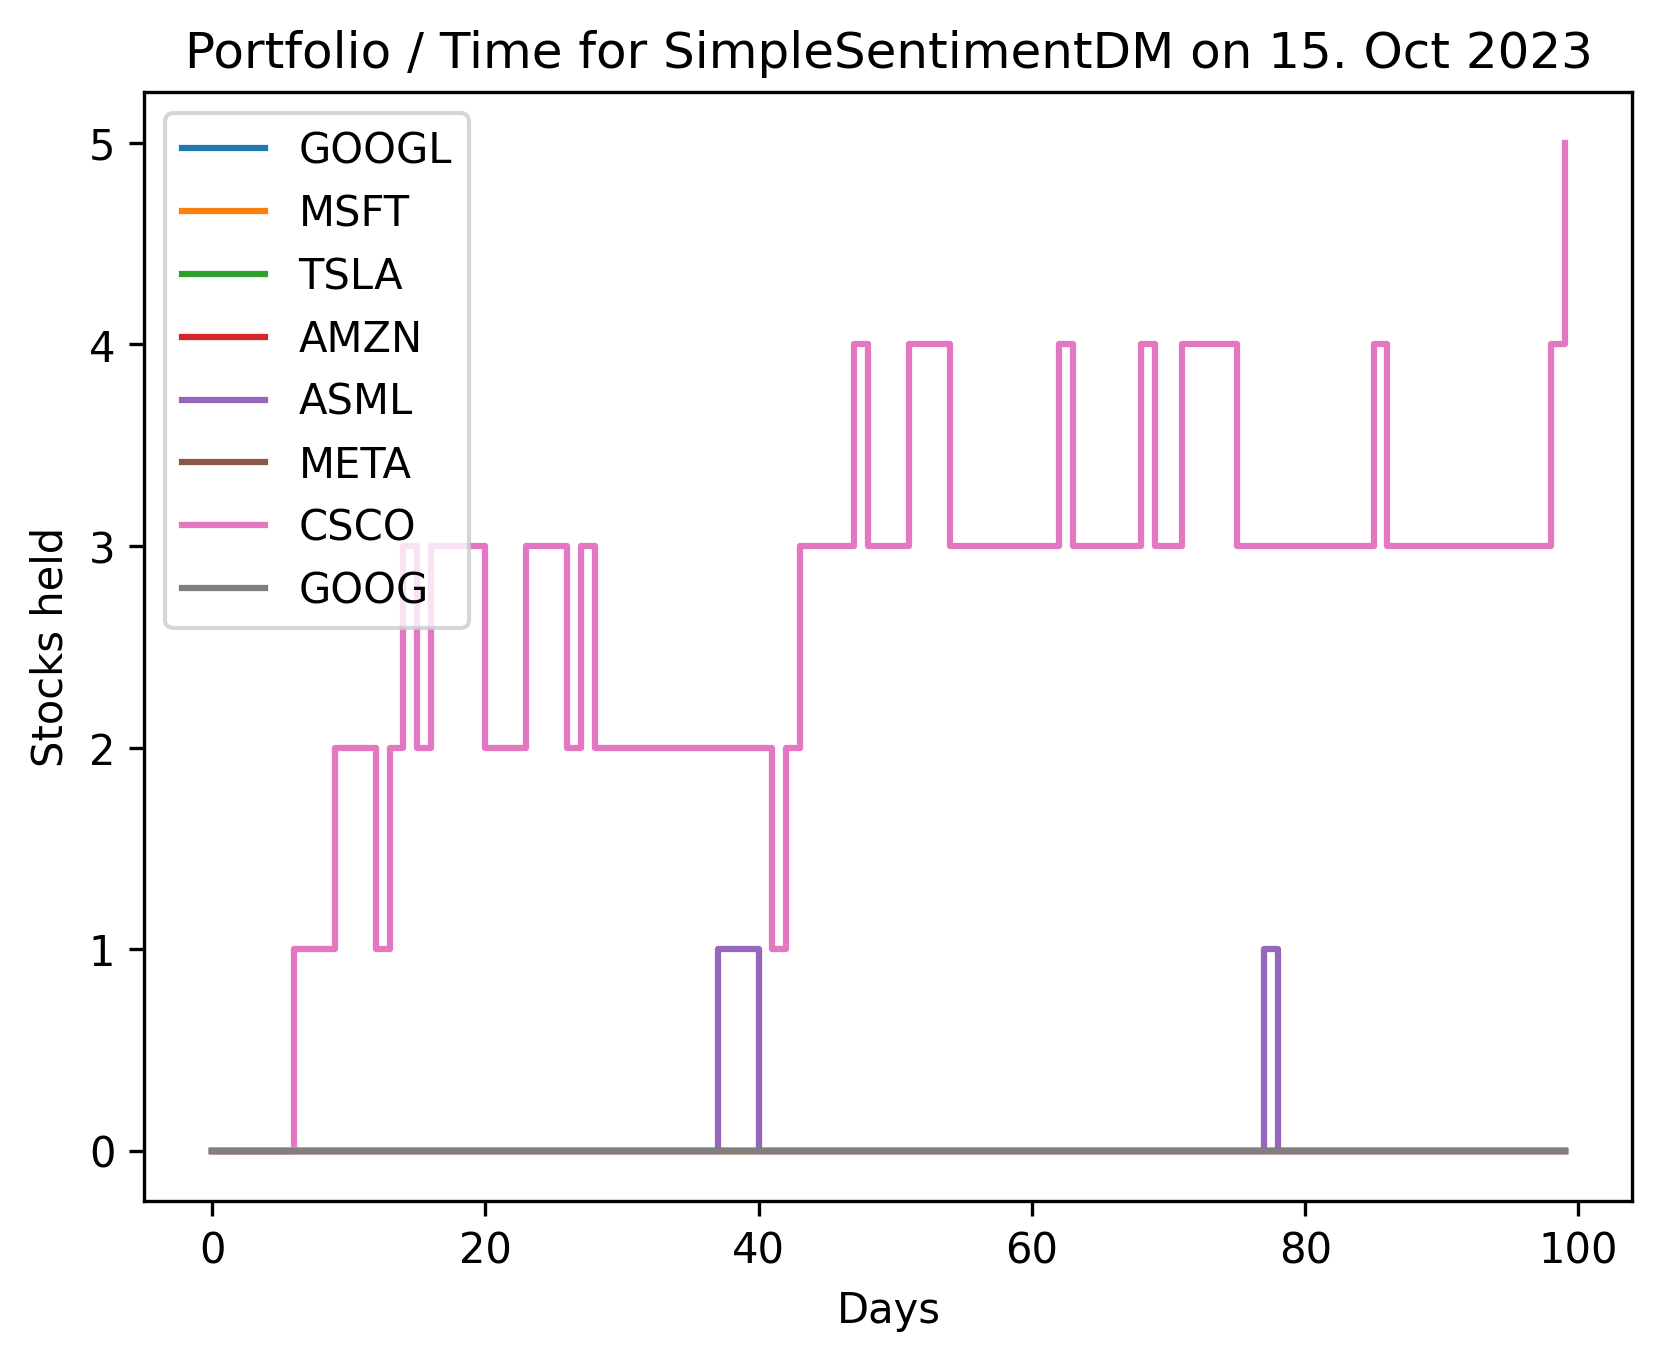 Portfolio / Time for SimpleSentimentDM on 15. Oct 2023
GOOGL
MSFT
TSLA
AMZN
ASML
META
CSCO
GOOG
Stocks held
5
4
3
2
1
0
0 20 40 60 80 100
Days